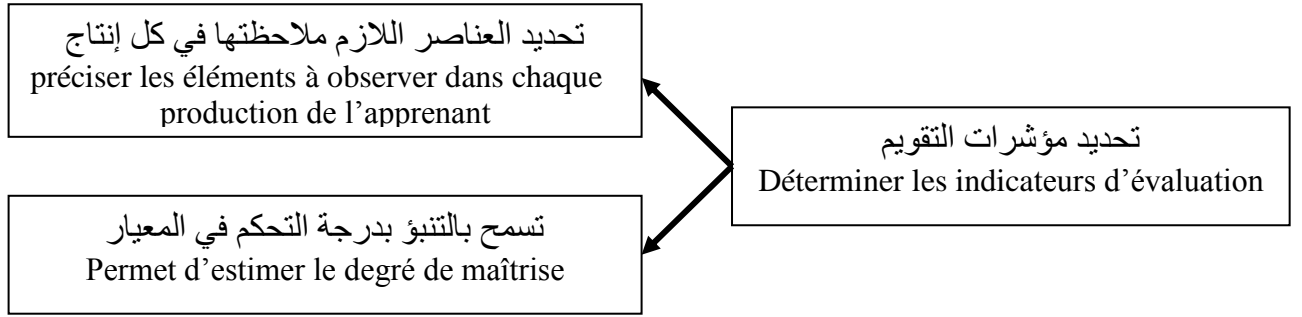 تحديد العناصر اللازم ملاحظتها في كل إنتاج
préciser les éléments à observer dans chaque
production de l’apprenant
تحديد مؤشرات التقويم
Déterminer les indicateurs d’évaluation
تسمح بالتنبؤ بدرجة التحكم في المعيار
Permet d’estimer le degré de maîtrise